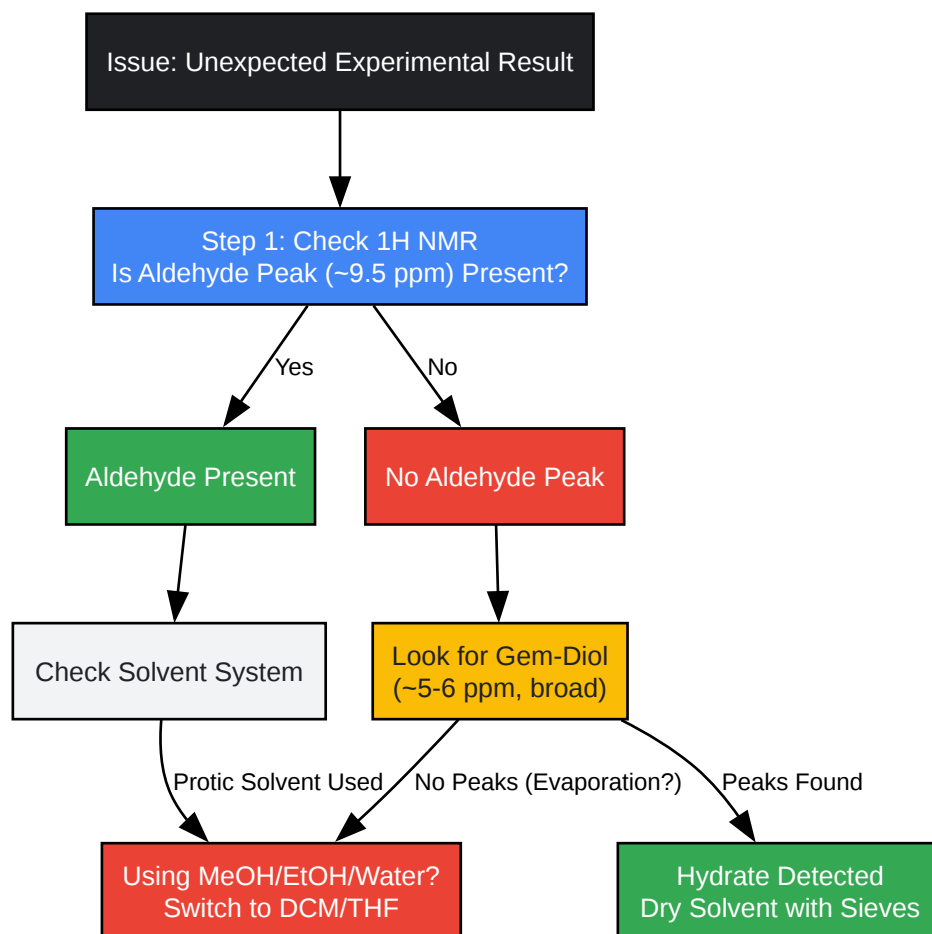 Issue: Unexpected Experimental Result
Step 1: Check 1H NMR
Is Aldehyde Peak (~9.5 ppm) Present?
Yes
No
Aldehyde Present
No Aldehyde Peak
Check Solvent System
Look for Gem-Diol
(~5-6 ppm, broad)
Protic Solvent Used
No Peaks (Evaporation?)
Peaks Found
Using MeOH/EtOH/Water?
Switch to DCM/THF
Hydrate Detected
Dry Solvent with Sieves